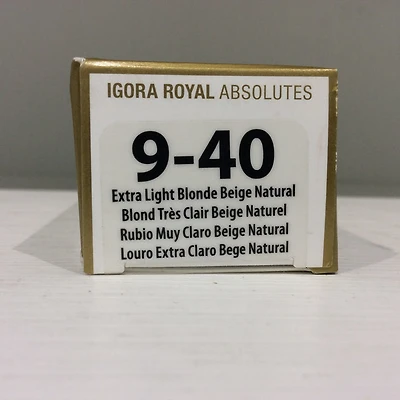 IGORA ROYAL ABSOLUTES
9-40
Extra Light Blonde Beige Natural
Blond Très Clair Beige Naturel
Rubio Muy Claro Beige Natural
Louro Extra Claro Bege Natural